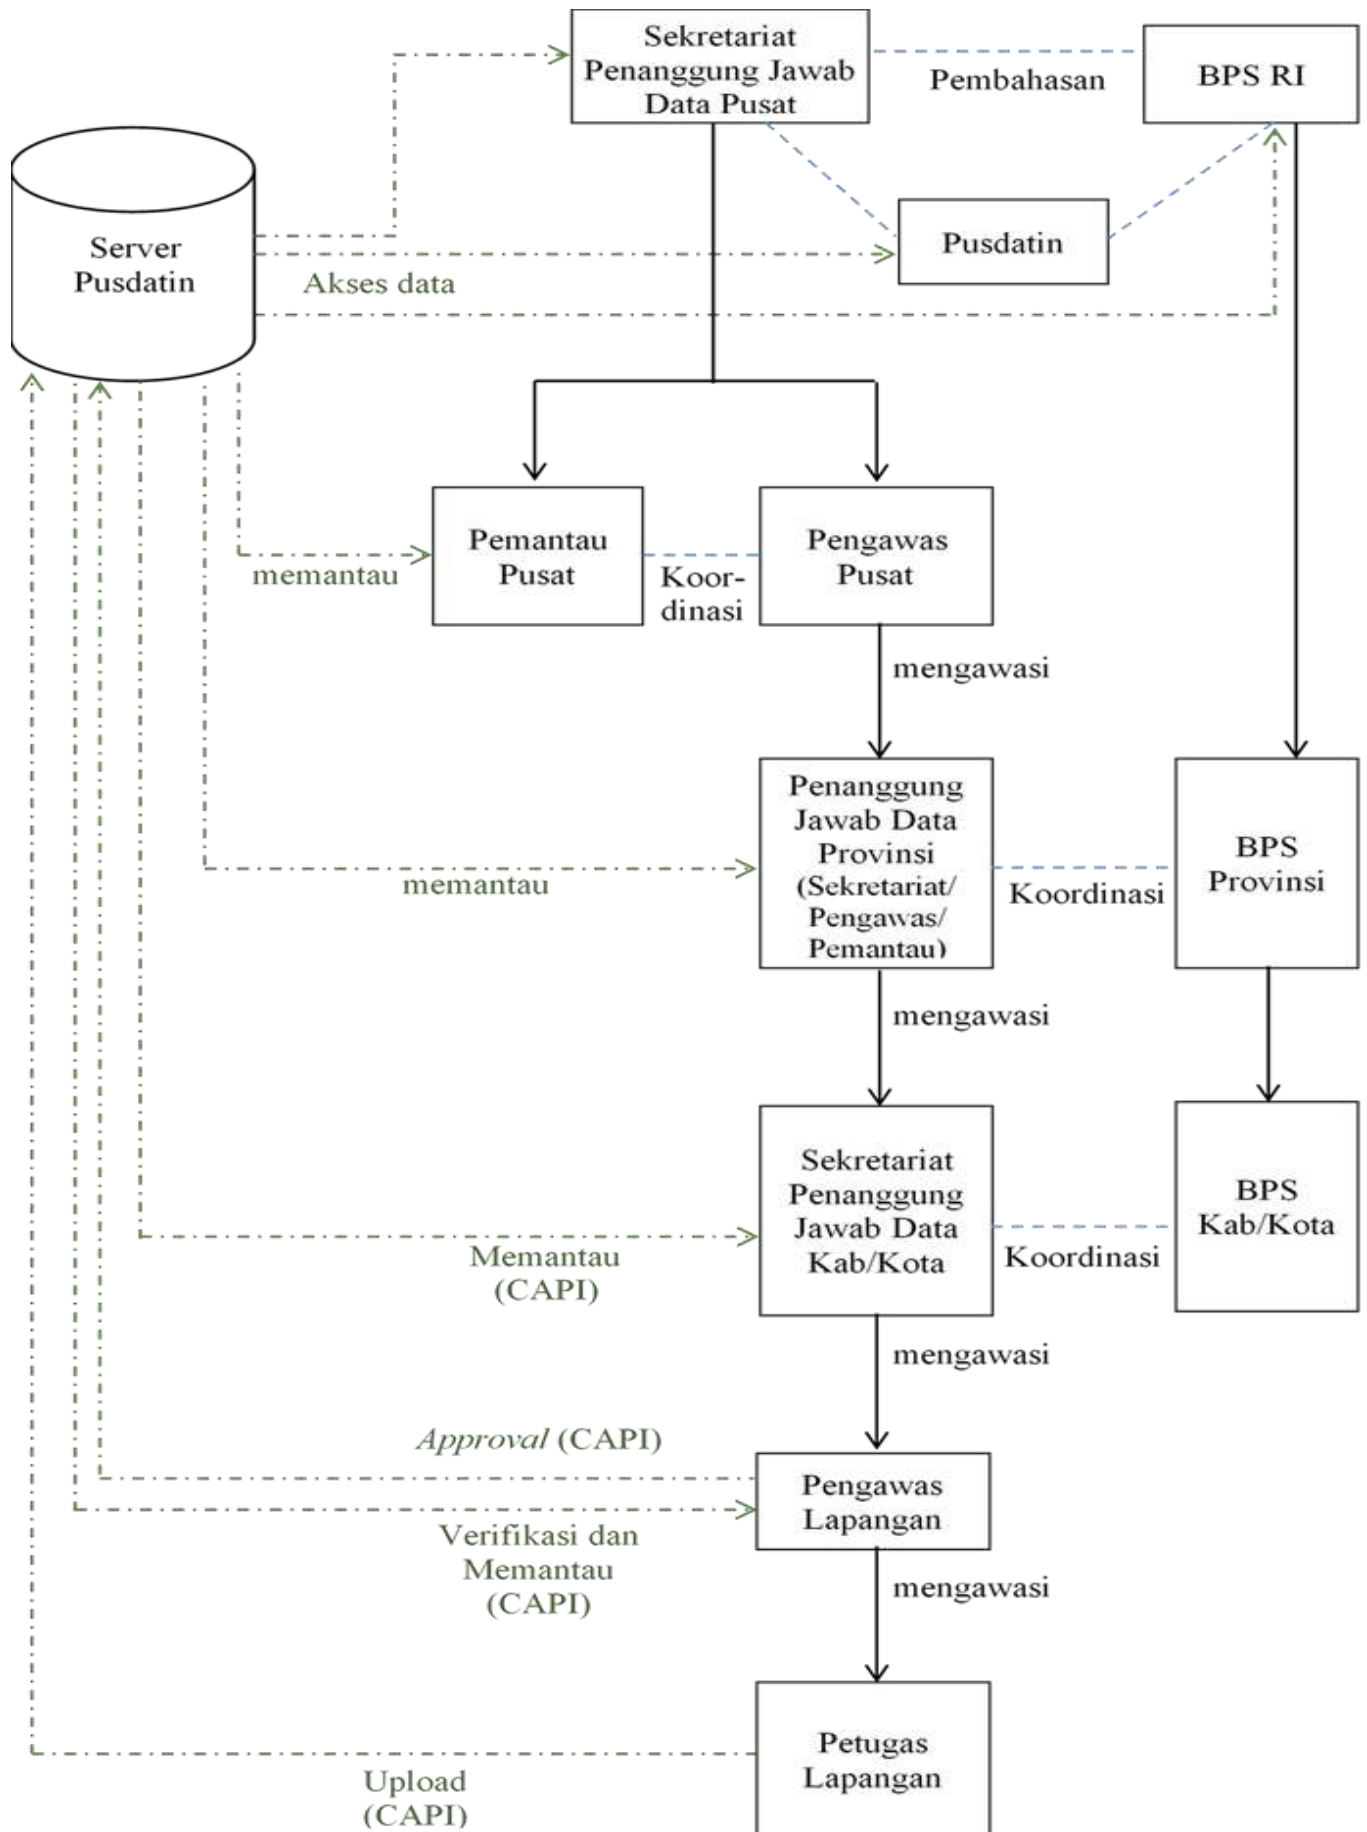 Sekretariat
Penanggung Jawab
Data Pusat
Pembahasan
BPS RI
Server
Pusdatin
Pusdatin
Akses data
Pemantau
Pusat
memantau
Koor-
dinasi
Pengawas
Pusat
mengawasi
Penanggung
Jawab Data
Provinsi
(Sekretariat/
Pengawas/
Pemantau)
memantau
Koordinasi
BPS
Provinsi
mengawasi
Sekretariat
Penanggung
Jawab Data
Kab/Kota
Memantau
(CAPI)
Koordinasi
BPS
Kab/Kota
mengawasi
Approval (CAPI)
Pengawas
Lapangan
Verifikasi dan
Memantau
(CAPI)
mengawasi
Petugas
Lapangan
Upload
(CAPI)